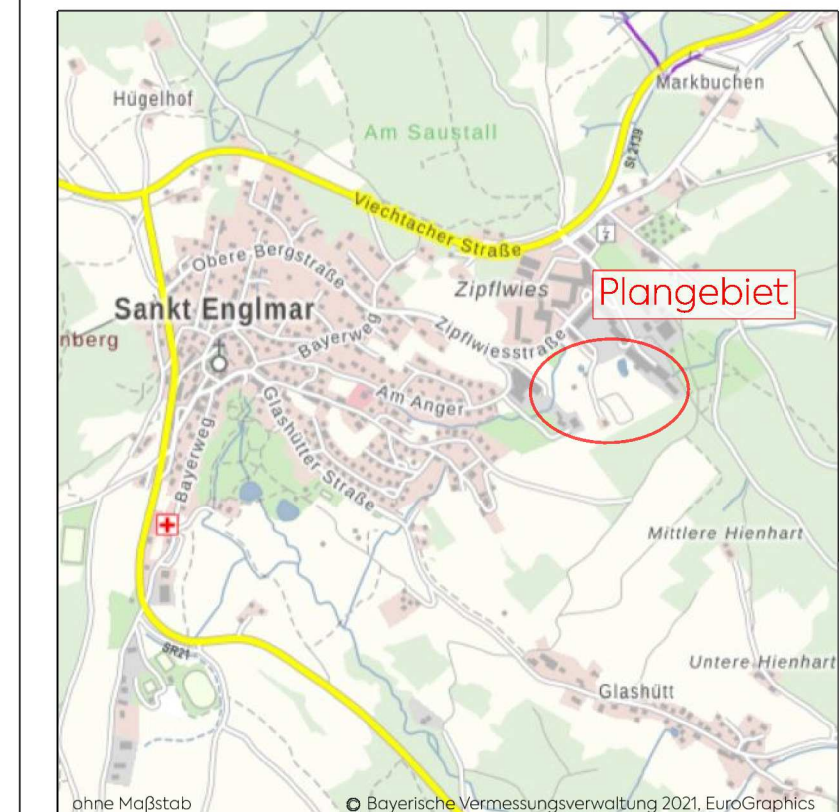 Markbuchen
Hügelhof
Am Saustall
St 2139
Viechtacher Straße
Obere Bergstraße
Zipflwies
Plangebiet
Sankt Englmar
nberg
Bayerweg
Zipflwiesstraße
Am Anger
Glashütter Straße
Bayerweg
Mittlere Hienhart
SR21
Untere Hienhart
Glashütt
ohne Maßstab
© Bayerische Vermessungsverwaltung 2021, EuroGraphics